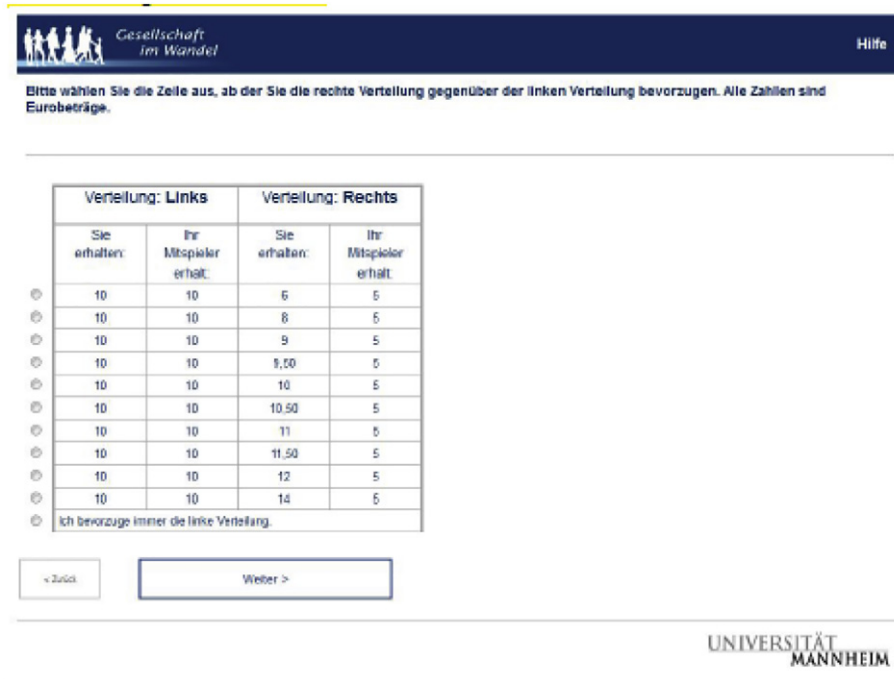 Gesellschaft
im Wandel
Hilfe
Bitte wählen Sie die Zeile aus, ab der Sie die rechte Verteilung gegenüber der linken Verteilung bevorzugen. Alle Zahlen sind
Eurobeträge.
Verteilung: Links Verteilung: Rechts
Sie erhalten: Ihr Mitspieler erhält: Sie erhalten: Ihr Mitspieler erhält:
10 10 6 5
10 10 8 5
10 10 9 5
10 10 9,50 5
10 10 10 5
10 10 10,50 5
10 10 11 5
10 10 11,50 5
10 10 12 5
10 10 14 5
Ich bevorzuge immer die linke Verteilung.
< Zurück Weiter >
UNIVERSITÄT
MANNHEIM